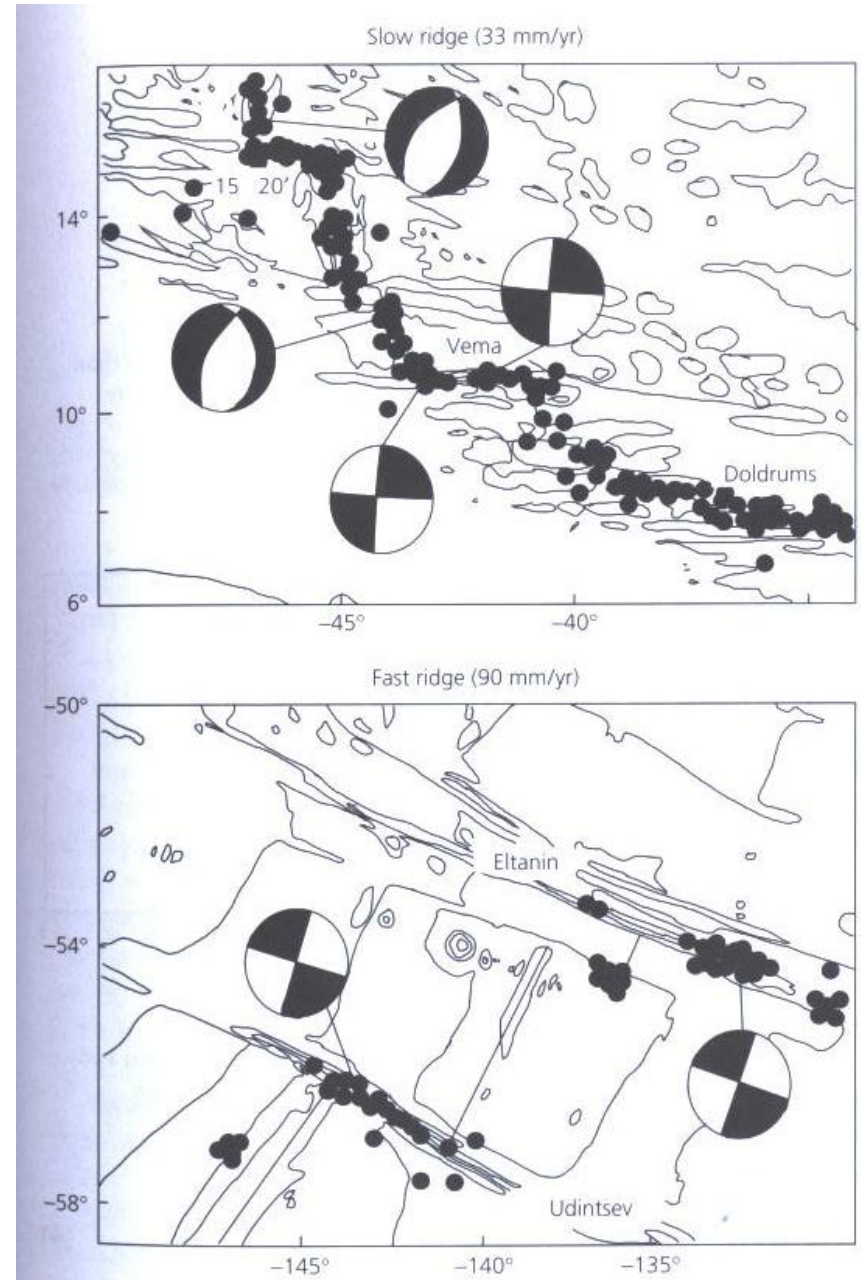 Slow ridge (33 mm/yr)
15 20′
14°
Vema
10°
Doldrums
6°
−45°
−40°
Fast ridge (90 mm/yr)
−50°
Eltanin
−54°
−58°
Udintsev
−145°
−140°
−135°